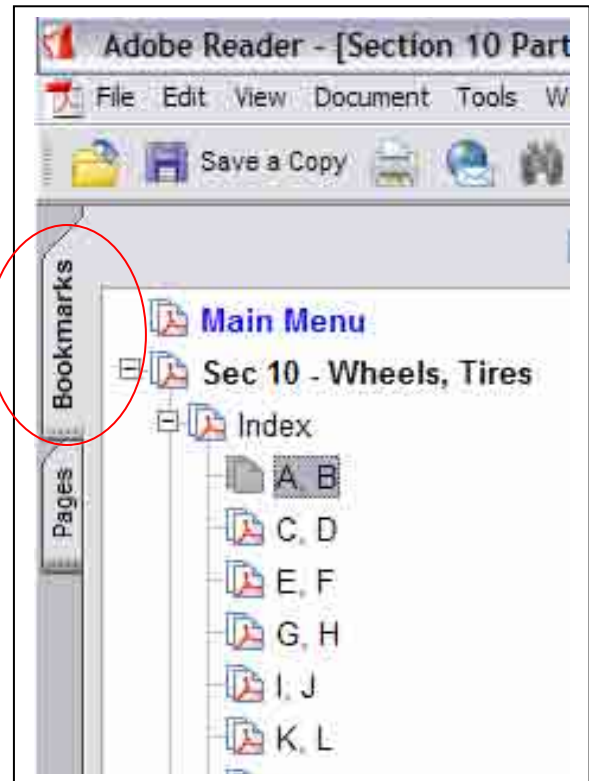 Adobe Reader - [Section 10 Part
File Edit View Document Tools W
Save a Copy
Bookmarks
Pages
Main Menu
Sec 10 - Wheels, Tires
Index
A, B
C, D
E, F
G, H
I, J
K, L